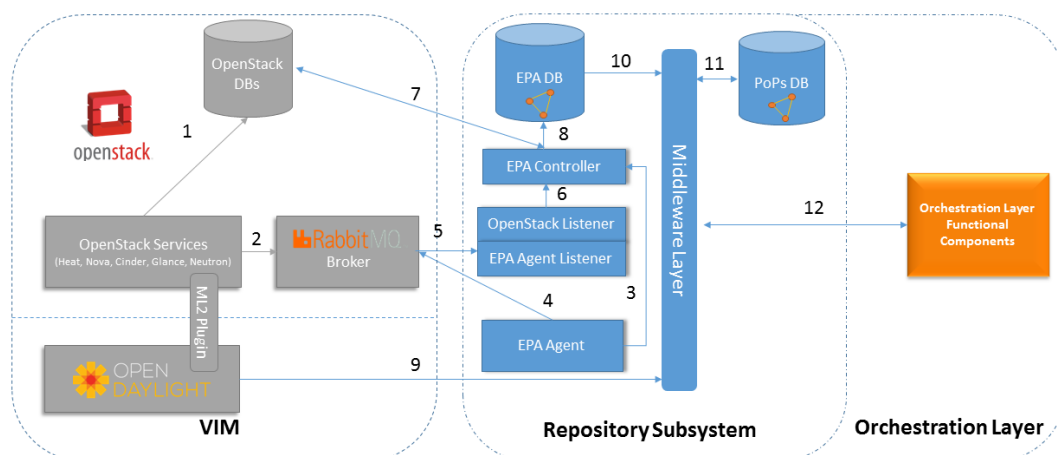 OpenStack
DBs
EPA DB
10
11
PoPs DB
7
1
openstack
8
EPA Controller
6
Middleware Layer
12
Orchestration Layer
Functional
Components
OpenStack Services
(Heat, Nova, Cinder, Glance, Neutron)
2
RabbitMQ
Broker
5
OpenStack Listener
EPA Agent Listener
3
4
ML2 Plugin
EPA Agent
9
OPEN
DAYLIGHT
VIM
Repository Subsystem
Orchestration Layer